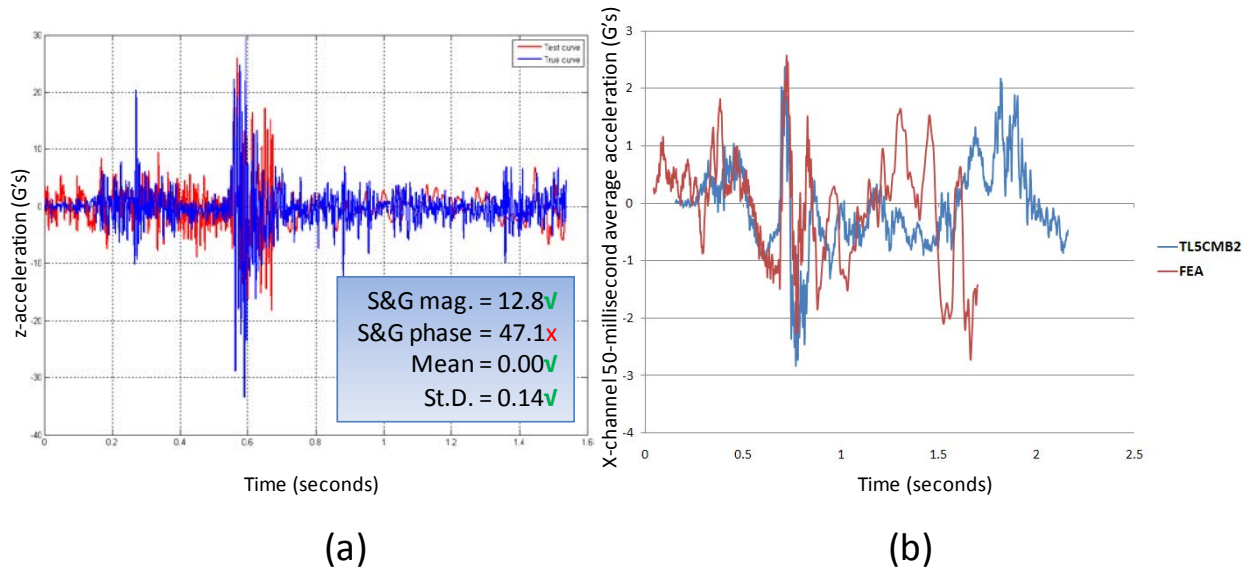 z-acceleration (G's)
30
20
10
0
-10
-20
-30
-40
0
0.2
0.4
0.6
0.8
1
1.2
1.4
1.6
Test curve
True curve
S&G mag. = 12.8√
S&G phase = 47.1x
Mean = 0.00√
St.D. = 0.14√
Time (seconds)
(a)
X-channel 50-millisecond average acceleration (G's)
3
2
1
0
-1
-2
-3
-4
0
0.5
1
1.5
2
2.5
TL5CMB2
FEA
Time (seconds)
(b)